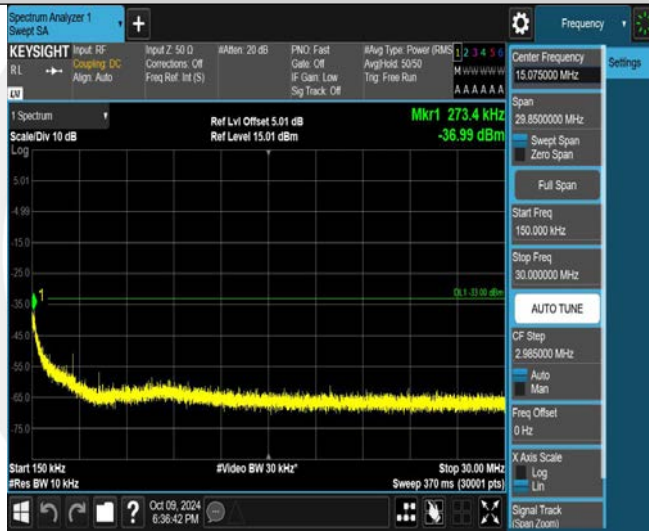 Spectrum Analyzer 1
Swept SA
Frequency
KEYSIGHT
RL
Input: RF
Coupling: DC
Align: Auto
Input Z: 50 Ω
Corrections: Off
Freq Ref: Int (S)
#Atten: 20 dB
PNO: Fast
Gate: Off
IF Gain: Low
Sig Track: Off
#Avg Type: Power (RMS
Avg|Hold: 50/50
Trig: Free Run
1 2 3 4 5 6
M W W W W W
A A A A A A
LXI
1 Spectrum
Scale/Div 10 dB
Log
Ref Lvl Offset 5.01 dB
Ref Level 15.01 dBm
Mkr1 273.4 kHz
-36.99 dBm
5.01
-4.99
-15.0
-25.0
-35.0
-45.0
-55.0
-65.0
-75.0
1
DL1 -33.00 dBm
Start 150 kHz
#Res BW 10 kHz
#Video BW 30 kHz*
Stop 30.00 MHz
Sweep 370 ms (30001 pts)
Oct 09, 2024
6:36:42 PM
Center Frequency
15.075000 MHz
Settings
Span
29.8500000 MHz
Swept Span
Zero Span
Full Span
Start Freq
150.000 kHz
Stop Freq
30.000000 MHz
AUTO TUNE
CF Step
2.985000 MHz
Auto
Man
Freq Offset
0 Hz
X Axis Scale
Log
Lin
Signal Track
(Span Zoom)